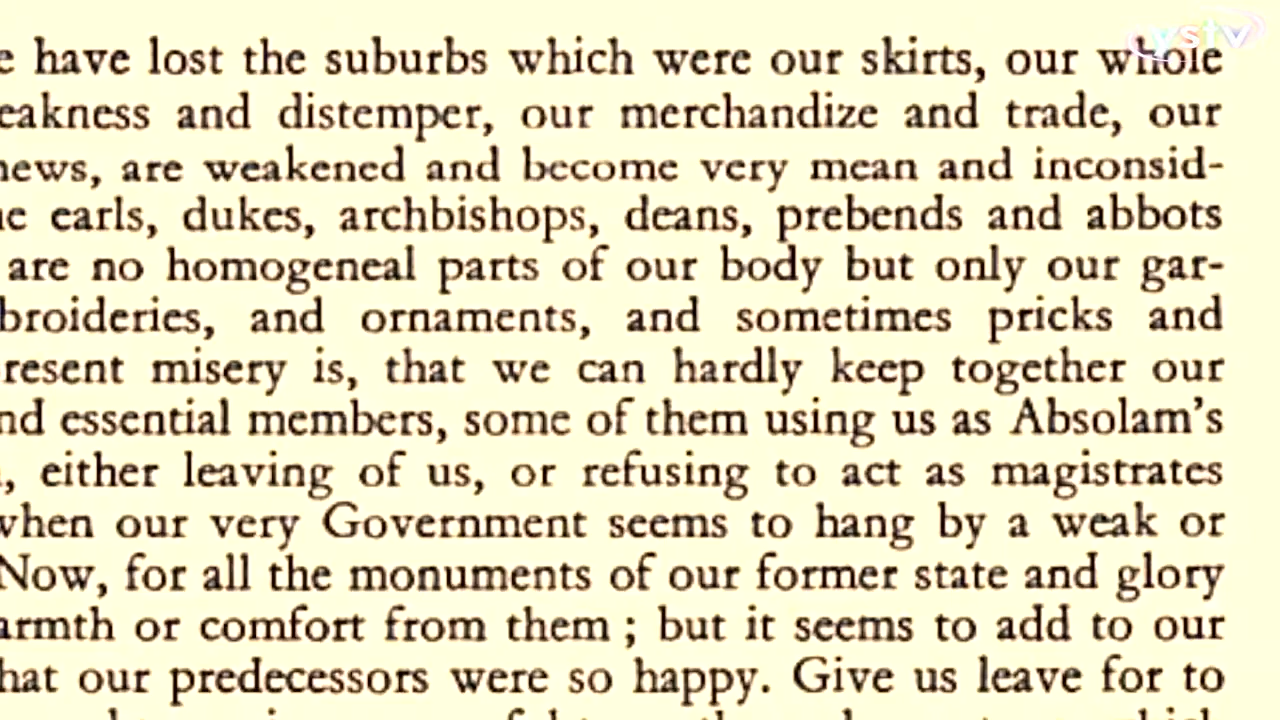 ystv
e have lost the suburbs which were our skirts, our whole
eakness and distemper, our merchandize and trade, our
news, are weakened and become very mean and inconsid-
ne earls, dukes, archbishops, deans, prebends and abbots
are no homogeneal parts of our body but only our gar-
broideries, and ornaments, and sometimes pricks and
resent misery is, that we can hardly keep together our
nd essential members, some of them using us as Absolam's
, either leaving of us, or refusing to act as magistrates
when our very Government seems to hang by a weak or
Now, for all the monuments of our former state and glory
armth or comfort from them ; but it seems to add to our
hat our predecessors were so happy. Give us leave for to